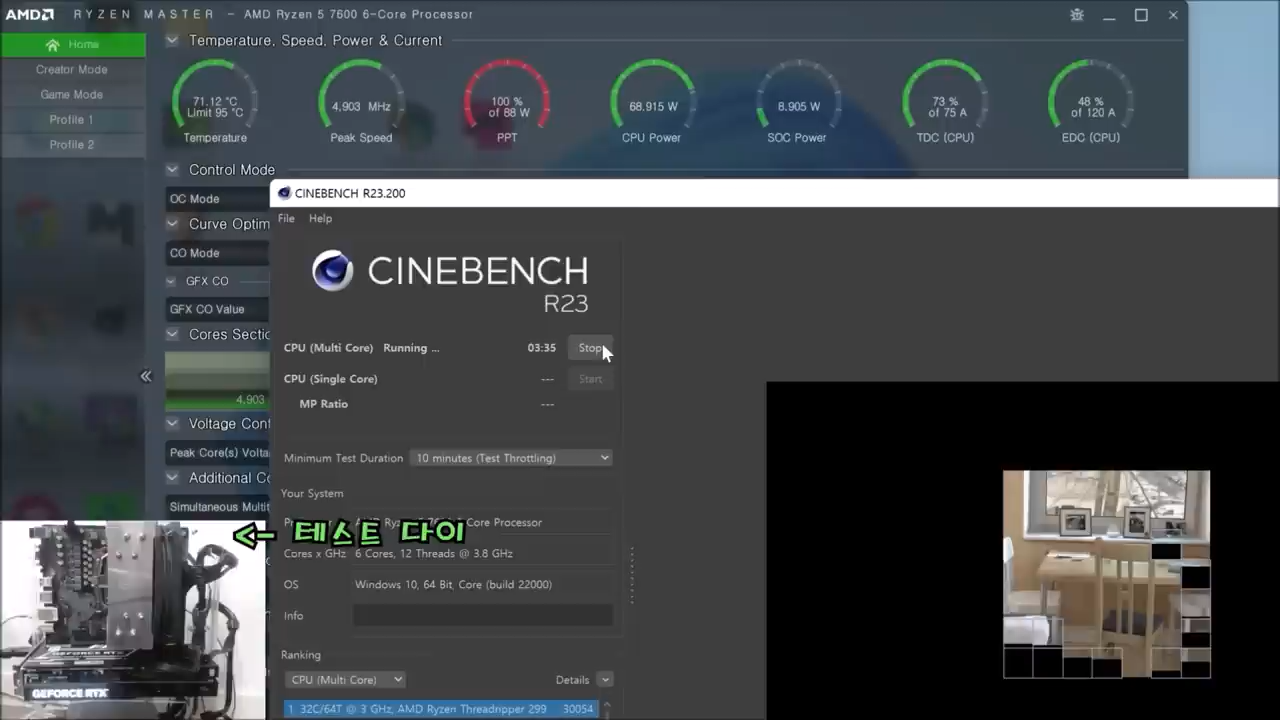 AMD RYZEN MASTER - AMD Ryzen 5 7600 6-Core Processor
Home
Creator Mode
Game Mode
Profile 1
Profile 2
Temperature, Speed, Power & Current
71.12 °C
Limit 95 °C
Temperature
4,903 MHz
Peak Speed
100 %
of 88 W
PPT
68.915 W
CPU Power
8.905 W
SOC Power
73 %
of 75 A
TDC (CPU)
48 %
of 120 A
EDC (CPU)
Control Mode
OC Mode
Curve Optim
CO Mode
GFX CO
GFX CO Value
Cores Sectio
4,903
Voltage Cont
Peak Core(s) Volta
Additional Co
Simultaneous Multit
CINEBENCH R23.200
File Help
CINEBENCH
R23
CPU (Multi Core) Running ... 03:35 Stop
CPU (Single Core) --- Start
MP Ratio ---
Minimum Test Duration 10 minutes (Test Throttling)
Your System
AMD Ryzen 5 Core Processor
Cores x GHz 6 Cores, 12 Threads @ 3.8 GHz
OS Windows 10, 64 Bit, Core (build 22000)
Info
Ranking
CPU (Multi Core) Details
1 32C/64T @ 3 GHz, AMD Ryzen Threadripper 299 30054
<- 테스트 다이
GEFORCE RTX